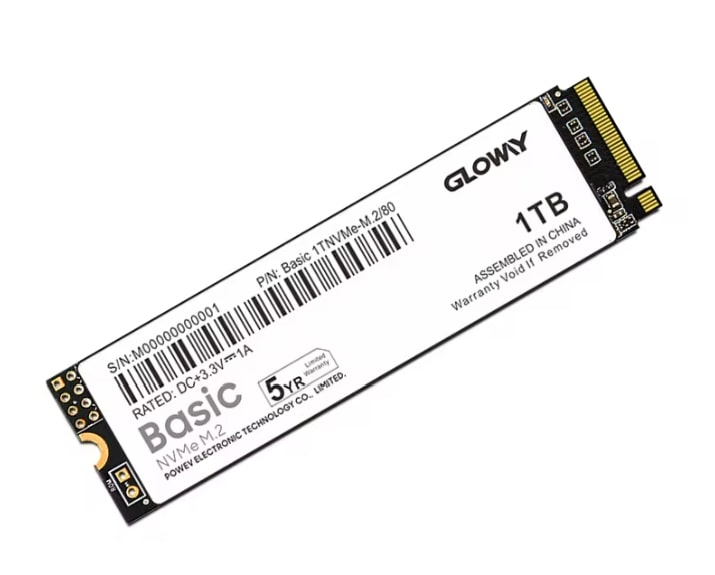 GLOWAY
1TB
ASSEMBLED IN CHINA
Warranty Void If Removed
P/N: Basic 1TNVMe-M.2/80
S/N:M00000000001
RATED: DC+3.3V⎓1A
Basic
NVMe M.2
5YR
Limited
Warranty
POWEV ELECTRONIC TECHNOLOGY CO., LIMITED.